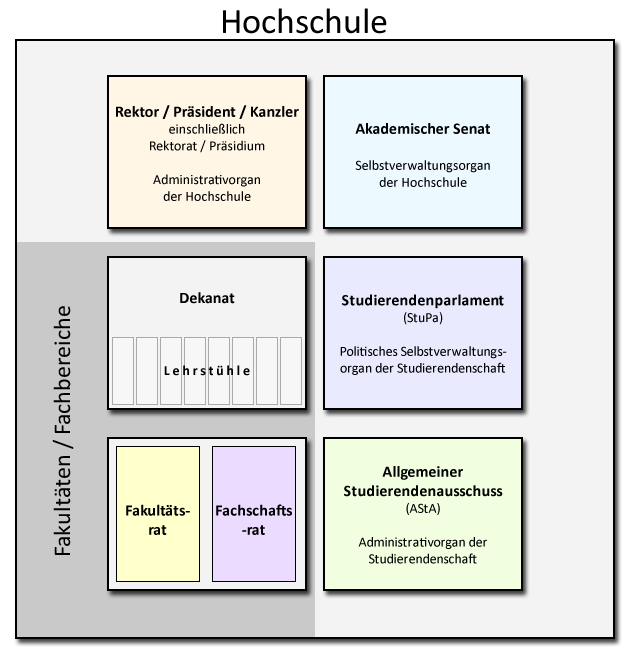 Hochschule
Rektor / Präsident / Kanzler
einschließlich
Rektorat / Präsidium
Administrativorgan
der Hochschule
Akademischer Senat
Selbstverwaltungsorgan
der Hochschule
Fakultäten / Fachbereiche
Dekanat
Lehrstühle
Studierendenparlament
(StuPa)
Politisches Selbstverwaltungs-
organ der Studierendenschaft
Fakultäts-
rat
Fachschafts
-rat
Allgemeiner
Studierendenausschuss
(AStA)
Administrativorgan der
Studierendenschaft